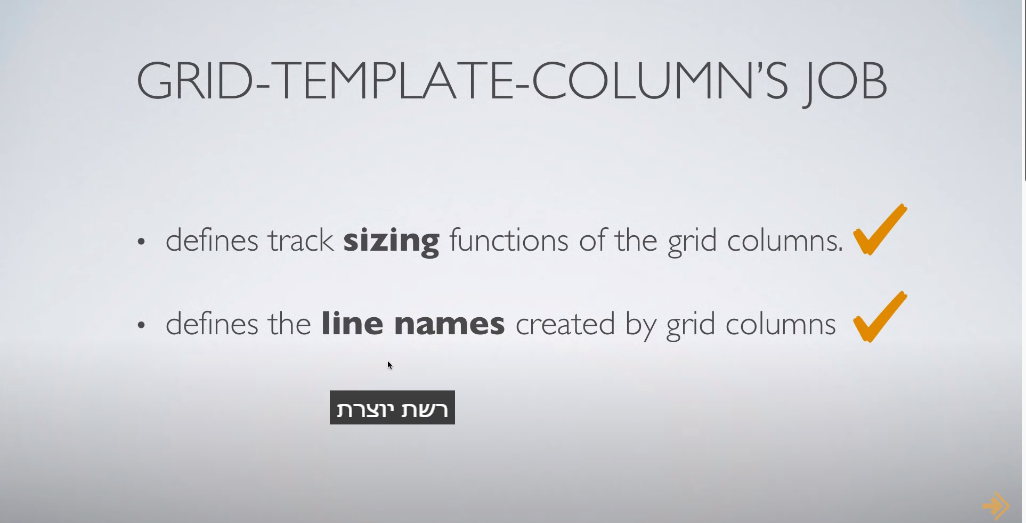 GRID-TEMPLATE-COLUMN'S JOB
• defines track sizing functions of the grid columns.
• defines the line names created by grid columns
רשת יוצרת